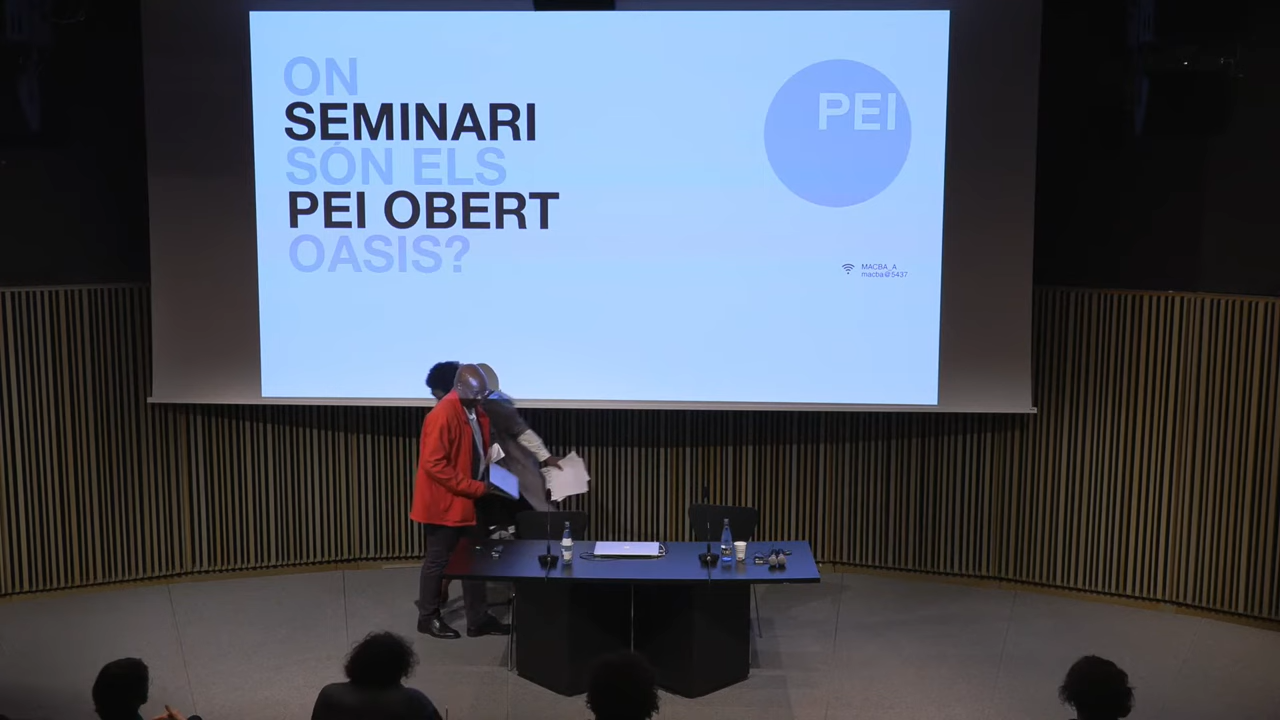 ON
SEMINARI
SÓN ELS
PEI OBERT
OASIS?
PEI
MACBA_A
macba@5437